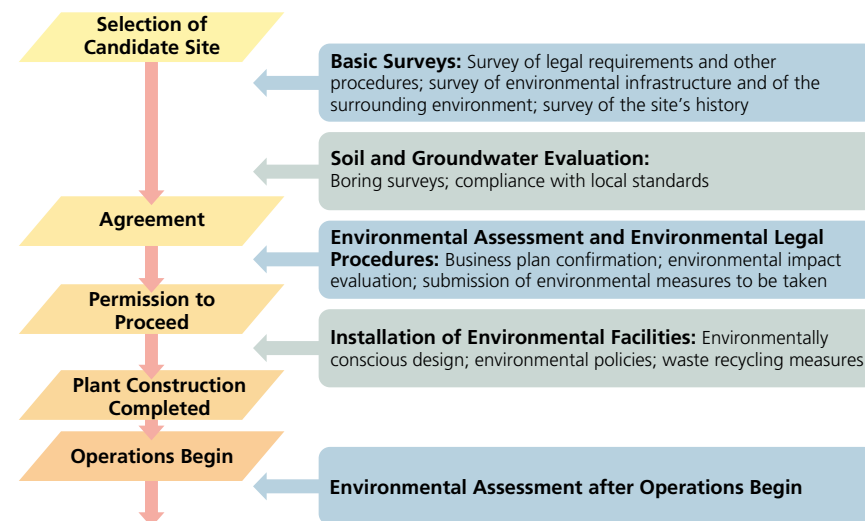 Selection of
Candidate Site
Basic Surveys: Survey of legal requirements and other
procedures; survey of environmental infrastructure and of the
surrounding environment; survey of the site's history
Soil and Groundwater Evaluation:
Boring surveys; compliance with local standards
Agreement
Environmental Assessment and Environmental Legal
Procedures: Business plan confirmation; environmental impact
evaluation; submission of environmental measures to be taken
Permission to
Proceed
Installation of Environmental Facilities: Environmentally
conscious design; environmental policies; waste recycling measures
Plant Construction
Completed
Operations Begin
Environmental Assessment after Operations Begin